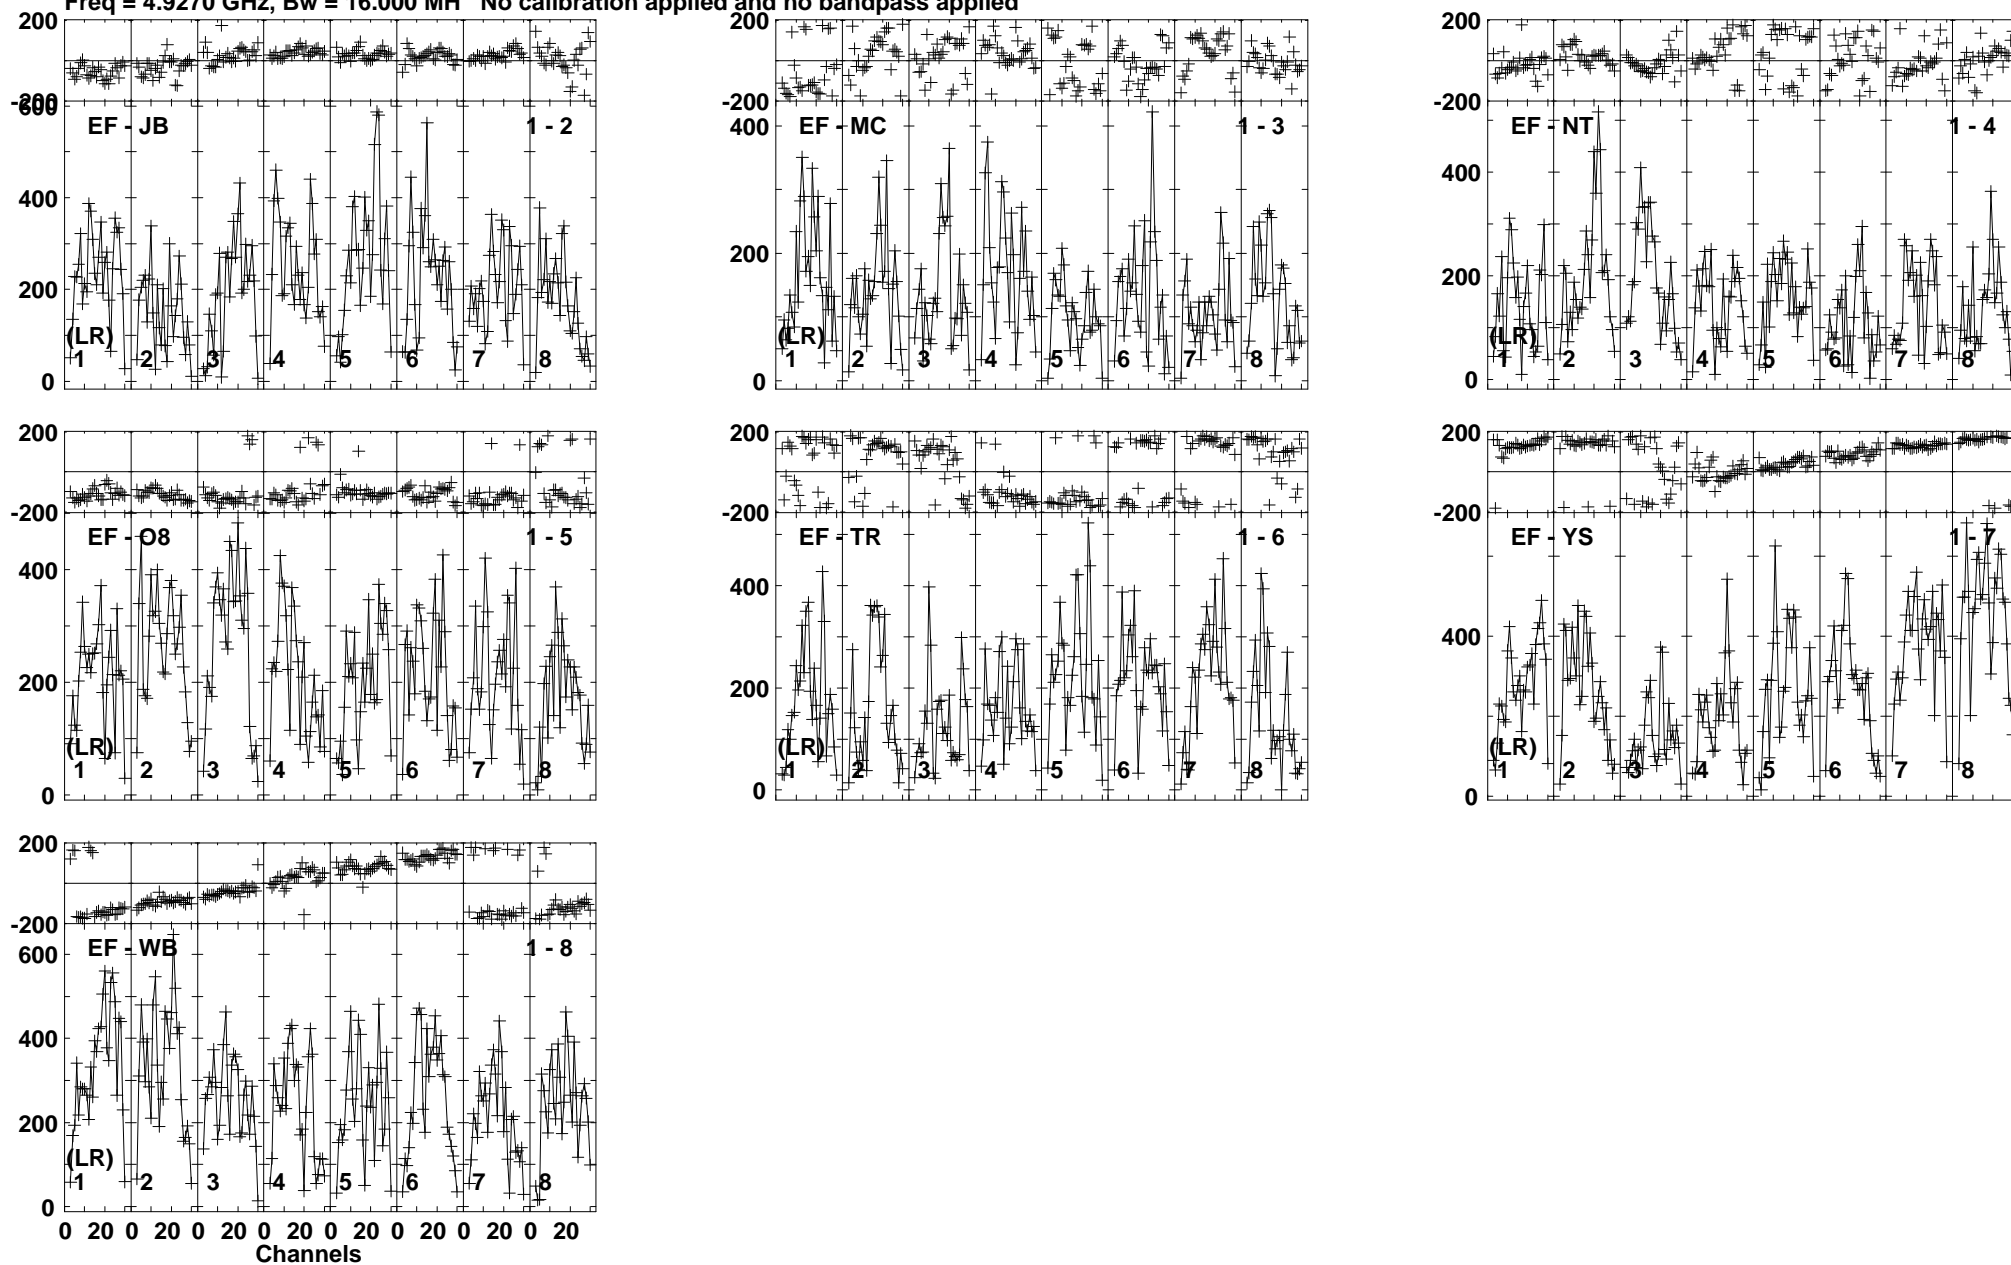 Freq = 4.9270 GHz, Bw = 16.000 MH No calibration applied and no bandpass applied
200
-200
600
400
200
0
EF - JB 1 - 2
(LR)
1 2 3 4 5 6 7 8
200
-200
400
200
0
EF - MC 1 - 3
(LR)
1 2 3 4 5 6 7 8
200
-200
400
200
0
EF - NT 1 - 4
(LR)
1 2 3 4 5 6 7 8
200
-200
400
200
0
EF - O8 1 - 5
(LR)
1 2 3 4 5 6 7 8
200
-200
400
200
0
EF - TR 1 - 6
(LR)
1 2 3 4 5 6 7 8
200
-200
400
0
EF - YS 1 - 7
(LR)
1 2 3 4 5 6 7 8
200
-200
600
400
200
0
EF - WB 1 - 8
(LR)
1 2 3 4 5 6 7 8
0 20 0 20 0 20 0 20 0 20 0 20 0 20 0 20
Channels